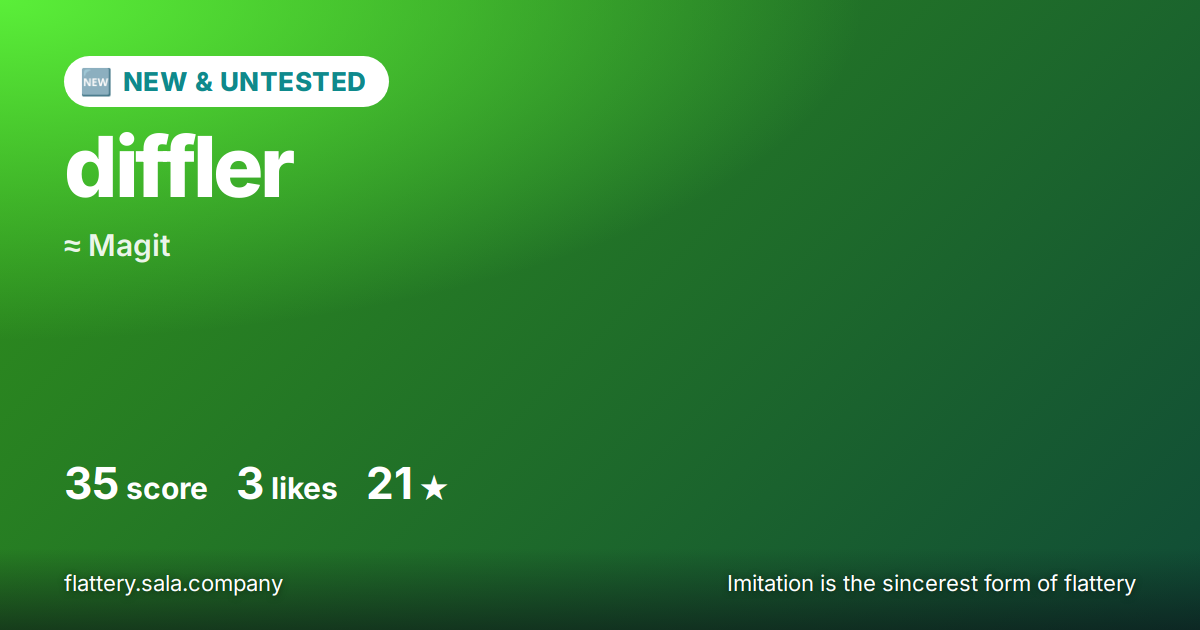 🆕 NEW & UNTESTED
diffler
≈ Magit
35 score 3 likes 21 ★
flattery.sala.company
Imitation is the sincerest form of flattery